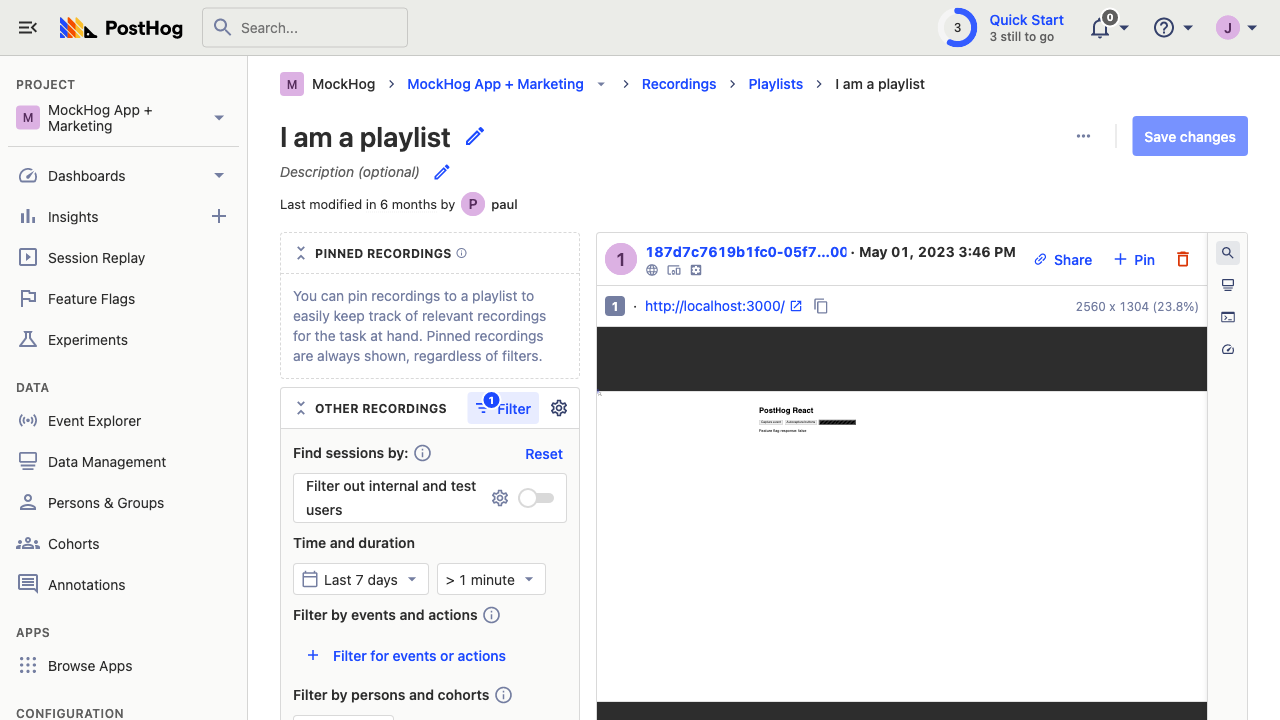 PostHog
Search...
3
Quick Start
3 still to go
0
J
PROJECT
M
MockHog App +
Marketing
Dashboards
Insights
Session Replay
Feature Flags
Experiments
DATA
Event Explorer
Data Management
Persons & Groups
Cohorts
Annotations
APPS
Browse Apps
CONFIGURATION
M MockHog MockHog App + Marketing Recordings Playlists I am a playlist
I am a playlist
Save changes
Description (optional)
Last modified in 6 months by P paul
PINNED RECORDINGS
You can pin recordings to a playlist to
easily keep track of relevant recordings
for the task at hand. Pinned recordings
are always shown, regardless of filters.
OTHER RECORDINGS
1
Filter
Find sessions by:
Reset
Filter out internal and test
users
Time and duration
Last 7 days
> 1 minute
Filter by events and actions
+ Filter for events or actions
Filter by persons and cohorts
1
187d7c7619b1fc0-05f7...00 · May 01, 2023 3:46 PM
Share
Pin
1 · http://localhost:3000/
2560 x 1304 (23.8%)
PostHog React
Feature flag response: false